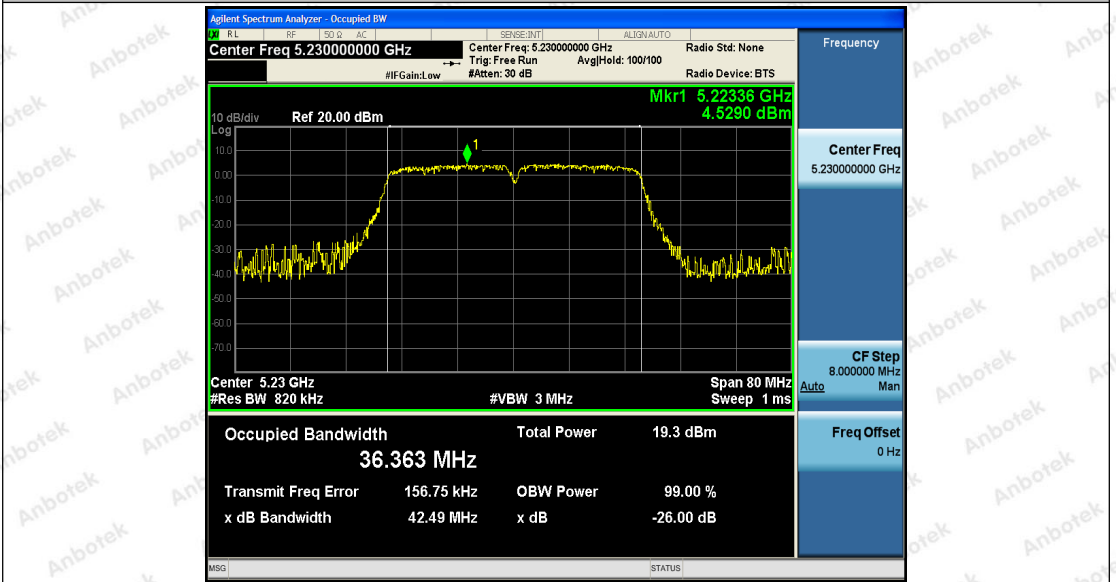 Agilent Spectrum Analyzer - Occupied BW
LXI RL RF 50 Ω AC SENSE:INT ALIGN AUTO
Center Freq 5.230000000 GHz
Center Freq: 5.230000000 GHz
Radio Std: None
Trig: Free Run
Avg|Hold: 100/100
#IFGain:Low
#Atten: 30 dB
Radio Device: BTS
Mkr1 5.22336 GHz
4.5290 dBm
10 dB/div
Ref 20.00 dBm
Log
10.0
0.00
-10.0
-20.0
-30.0
-40.0
-50.0
-60.0
-70.0
1
Center 5.23 GHz
Span 80 MHz
#Res BW 820 kHz
#VBW 3 MHz
Sweep 1 ms
Occupied Bandwidth
36.363 MHz
Total Power 19.3 dBm
Transmit Freq Error 156.75 kHz
OBW Power 99.00 %
x dB Bandwidth 42.49 MHz
x dB -26.00 dB
MSG
STATUS
Frequency
Center Freq
5.230000000 GHz
CF Step
8.000000 MHz
Auto Man
Freq Offset
0 Hz
Anbotek